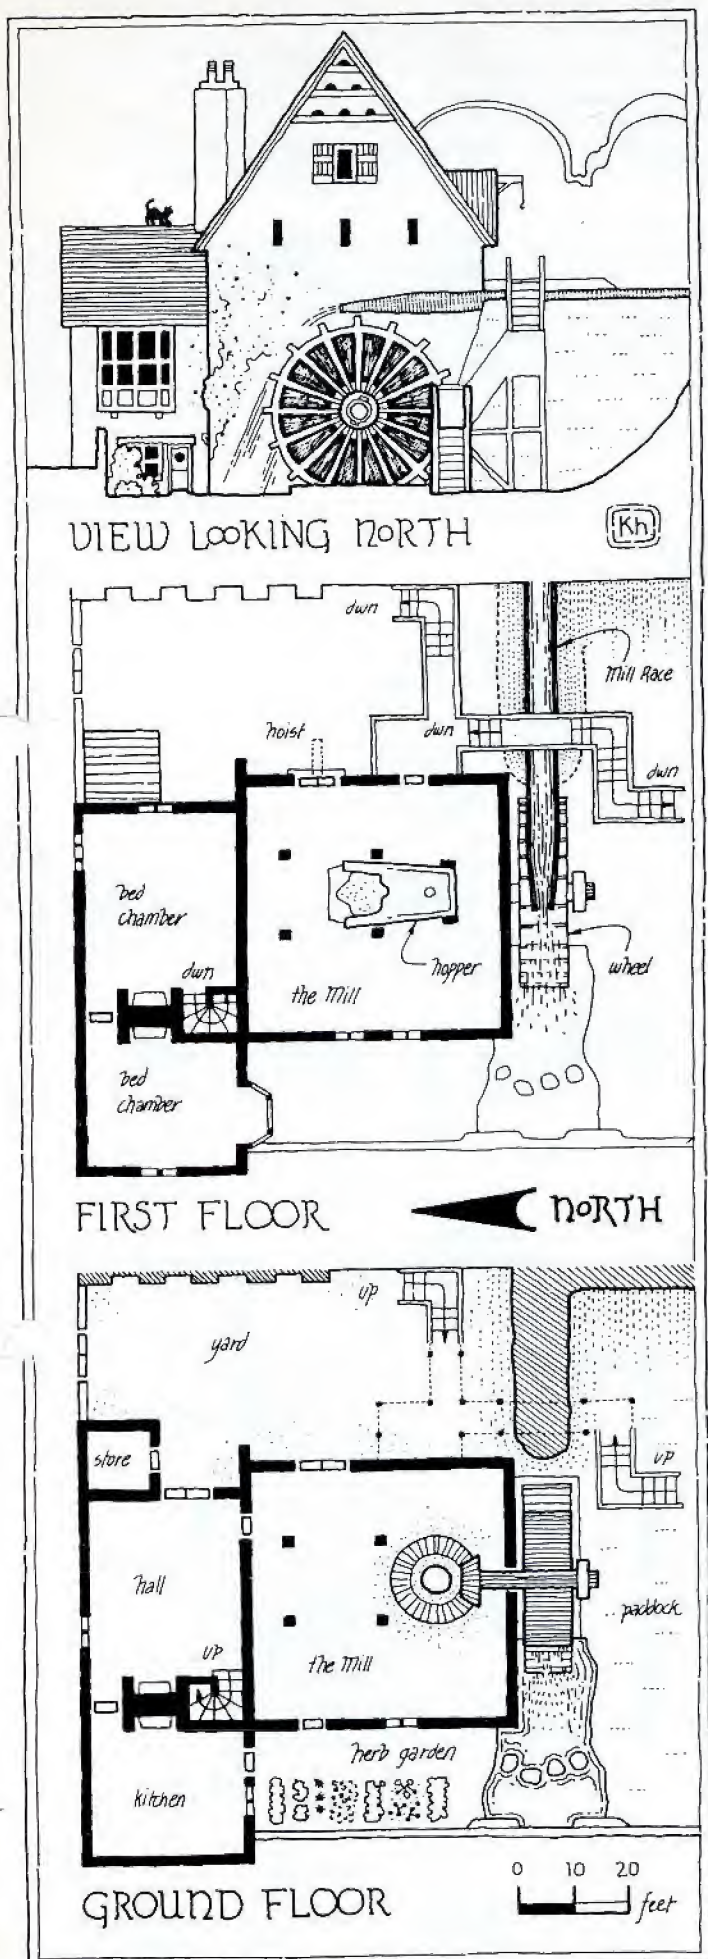 VIEW LOOKING NORTH
Kh
dwn
Mill Race
hoist
dwn
dwn
bed
chamber
dwn
the Mill
hopper
wheel
bed
chamber
FIRST FLOOR
NORTH
up
yard
store
up
hall
up
paddock
the Mill
herb garden
kitchen
0 10 20
feet
GROUND FLOOR